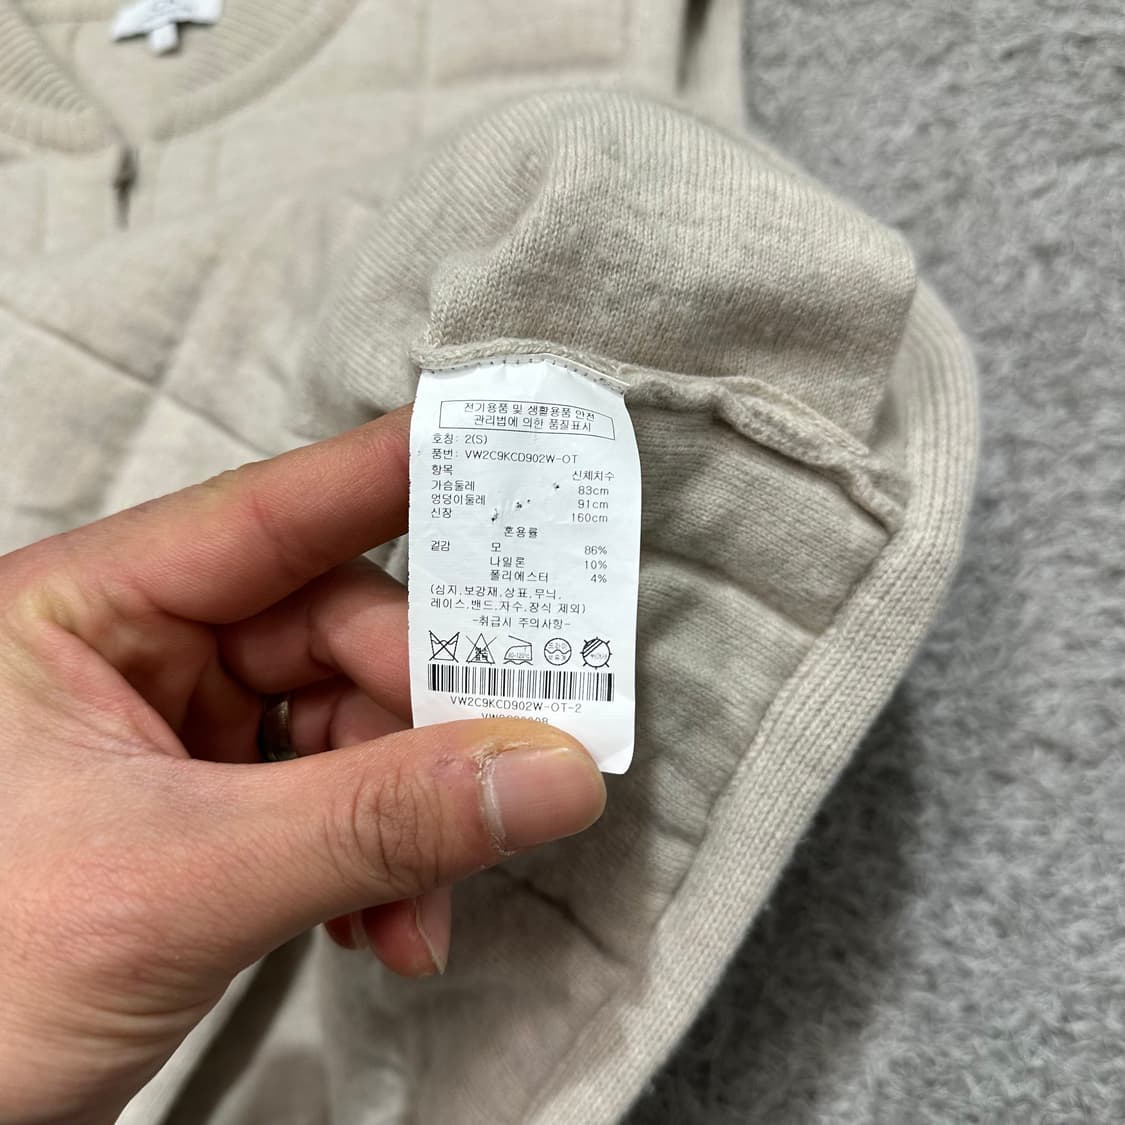 전기용품 및 생활용품 안전
관리법에 의한 품질표시
호칭: 2(S)
품번: VW2C9KCD902W-OT
항목 신체치수
가슴둘레 83cm
엉덩이둘레 91cm
신장 160cm
혼용률
겉감 모 86%
나일론 10%
폴리에스터 4%
(심지,보강재,상표,무늬,
레이스,밴드,자수,장식 제외)
-취급시 주의사항-
VW2C9KCD902W-OT-2